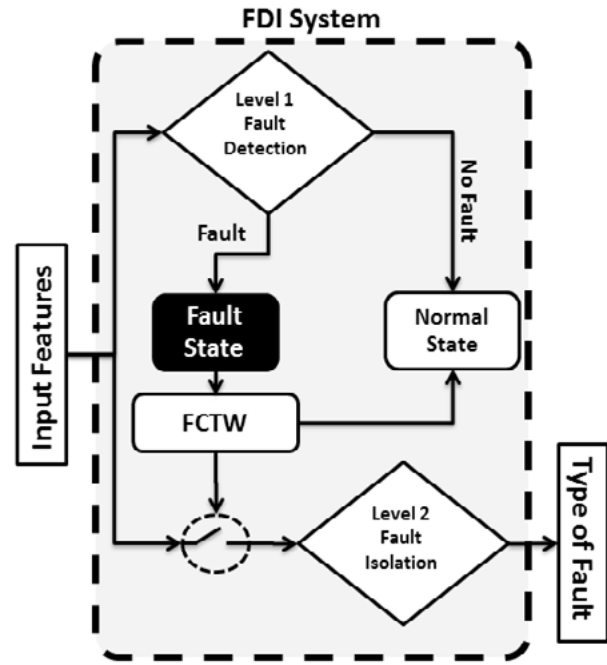 FDI System
Level 1
Fault
Detection
No Fault
Fault
Fault
State
Normal
State
Input Features
FCTW
Level 2
Fault
Isolation
Type of Fault